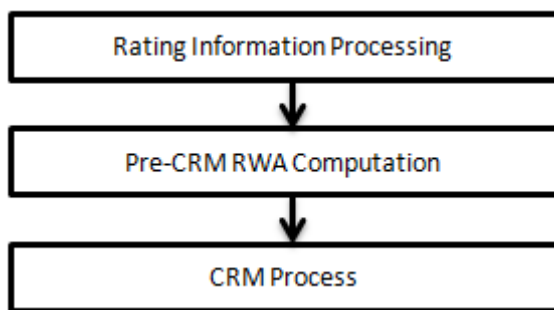 Rating Information Processing
Pre-CRM RWA Computation
CRM Process